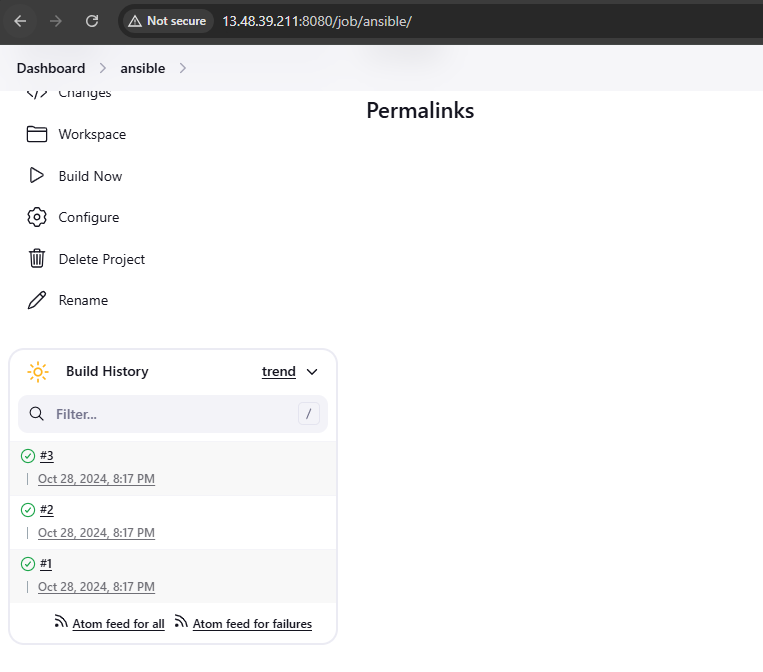 Not secure 13.48.39.211:8080/job/ansible/
Dashboard ansible
Changes
Permalinks
Workspace
Build Now
Configure
Delete Project
Rename
Build History trend
Filter... /
#3
Oct 28, 2024, 8:17 PM
#2
Oct 28, 2024, 8:17 PM
#1
Oct 28, 2024, 8:17 PM
Atom feed for all Atom feed for failures